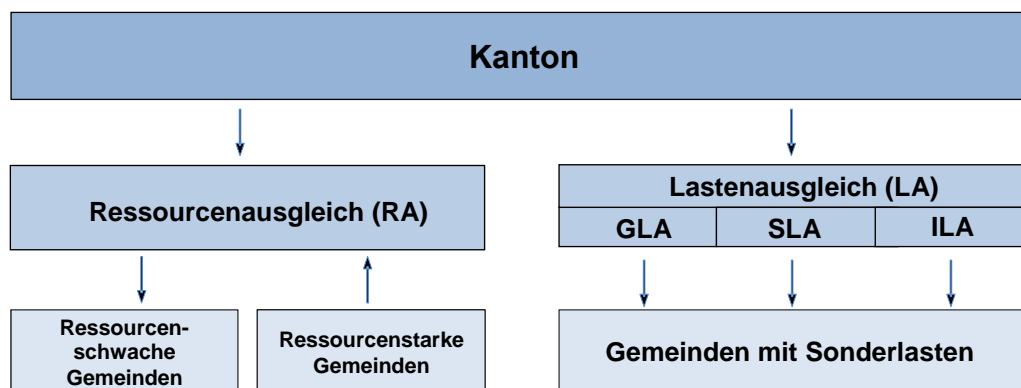 Kanton
Ressourcenausgleich (RA)
Lastenausgleich (LA)
GLA
SLA
ILA
Ressourcen-
schwache
Gemeinden
Ressourcenstarke
Gemeinden
Gemeinden mit Sonderlasten